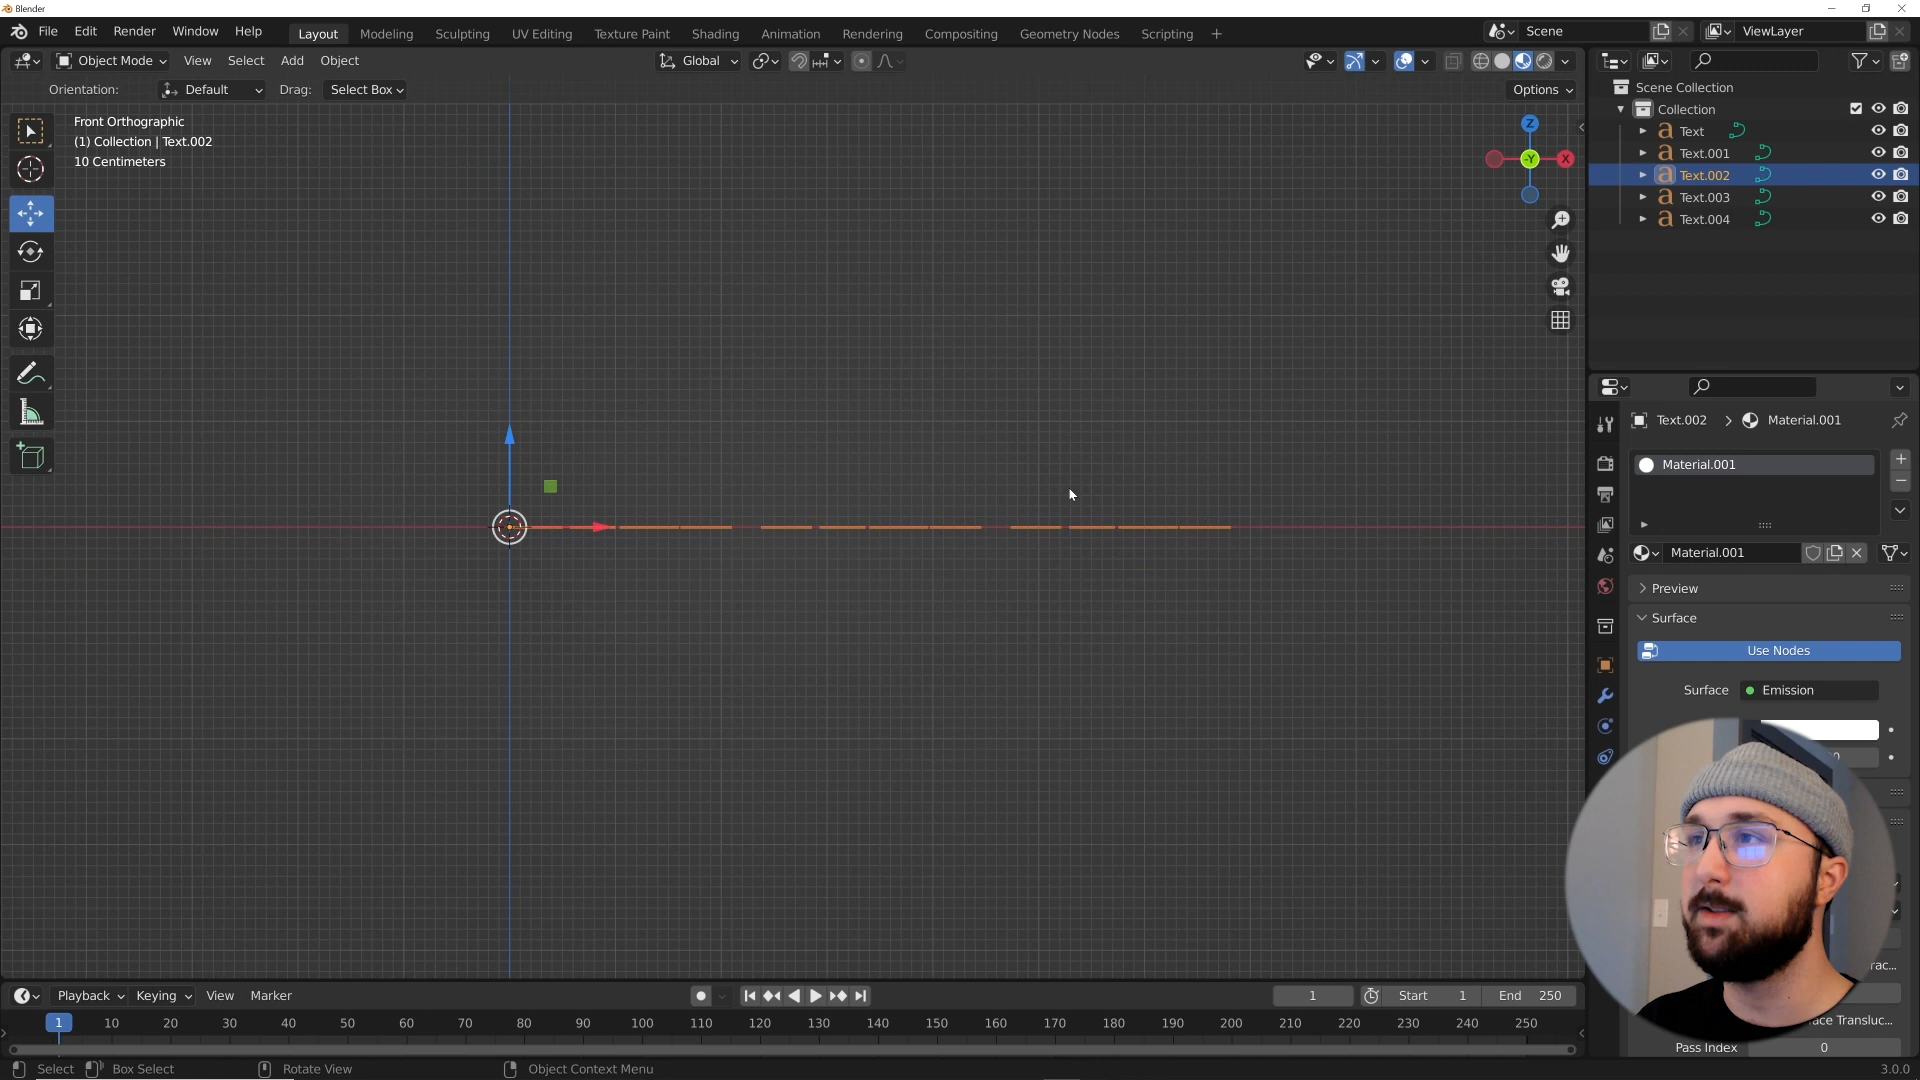 Blender
File Edit Render Window Help
Layout Modeling Sculpting UV Editing Texture Paint Shading Animation Rendering Compositing Geometry Nodes Scripting +
Scene
ViewLayer
Object Mode View Select Add Object
Global
Orientation: Default Drag: Select Box
Options
Front Orthographic
(1) Collection | Text.002
10 Centimeters
Z
-Y
X
Scene Collection
Collection
Text
Text.001
Text.002
Text.003
Text.004
Text.002 > Material.001
Material.001
Material.001
Preview
Surface
Use Nodes
Surface Emission
rac...
ace Transluc...
Pass Index 0
Playback Keying View Marker
1 Start 1 End 250
1 10 20 30 40 50 60 70 80 90 100 110 120 130 140 150 160 170 180 190 200 210 220 230 240 250
Select Box Select Rotate View Object Context Menu 3.0.0